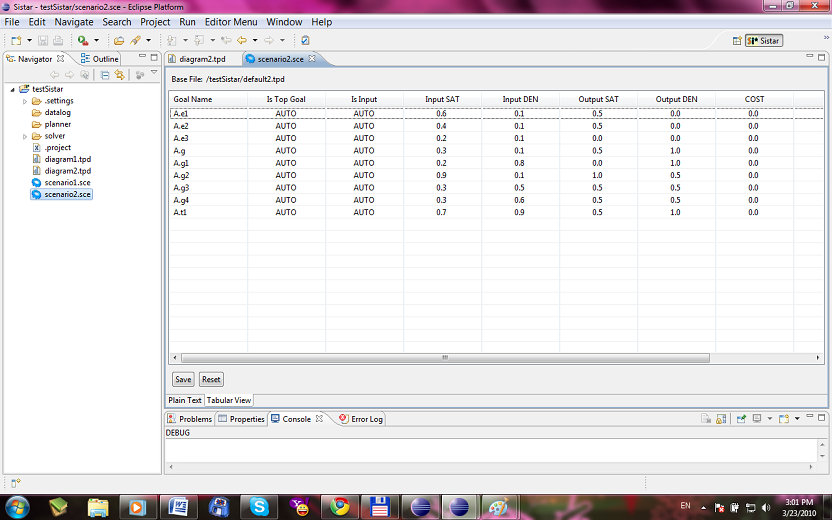 Sistar - testSistar/scenario2.sce - Eclipse Platform
File Edit Navigate Search Project Run Editor Menu Window Help
Sistar
Navigator Outline
diagram2.tpd scenario2.sce
testSistar
.settings
datalog
planner
solver
.project
diagram1.tpd
diagram2.tpd
scenario1.sce
scenario2.sce
Base File: /testSistar/default2.tpd
Goal Name Is Top Goal Is Input Input SAT Input DEN Output SAT Output DEN COST
A.e1 AUTO AUTO 0.6 0.1 0.5 0.0 0.0
A.e2 AUTO AUTO 0.4 0.1 0.5 0.0 0.0
A.e3 AUTO AUTO 0.2 0.1 0.0 0.0 0.0
A.g AUTO AUTO 0.3 0.1 0.5 1.0 0.0
A.g1 AUTO AUTO 0.2 0.8 0.0 1.0 0.0
A.g2 AUTO AUTO 0.9 0.1 1.0 0.5 0.0
A.g3 AUTO AUTO 0.3 0.5 0.5 0.5 0.0
A.g4 AUTO AUTO 0.3 0.6 0.5 0.5 0.0
A.t1 AUTO AUTO 0.7 0.9 0.5 1.0 0.0
Save Reset
Plain Text Tabular View
Problems Properties Console Error Log
DEBUG
EN
3:01 PM
3/23/2010